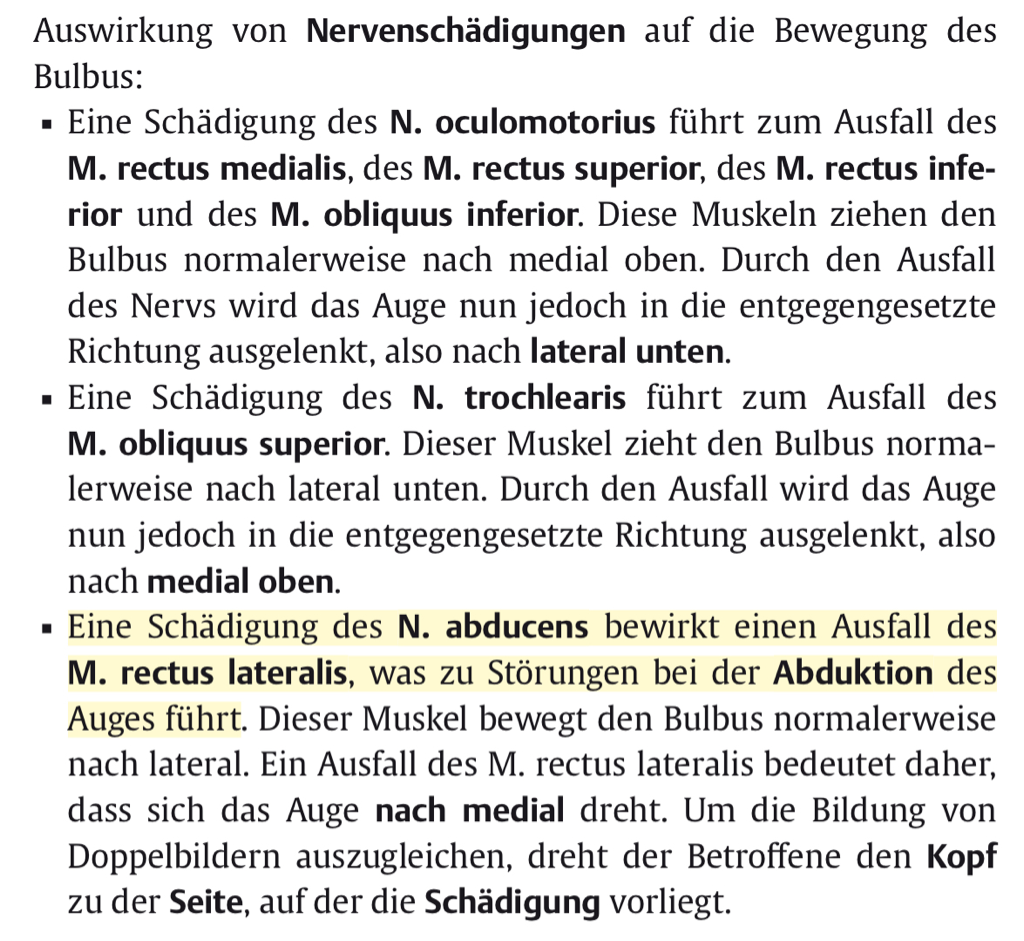 Auswirkung von Nervenschädigungen auf die Bewegung des
Bulbus:
▪ Eine Schädigung des N. oculomotorius führt zum Ausfall des
M. rectus medialis, des M. rectus superior, des M. rectus infe-
rior und des M. obliquus inferior. Diese Muskeln ziehen den
Bulbus normalerweise nach medial oben. Durch den Ausfall
des Nervs wird das Auge nun jedoch in die entgegengesetzte
Richtung ausgelenkt, also nach lateral unten.
▪ Eine Schädigung des N. trochlearis führt zum Ausfall des
M. obliquus superior. Dieser Muskel zieht den Bulbus norma-
lerweise nach lateral unten. Durch den Ausfall wird das Auge
nun jedoch in die entgegengesetzte Richtung ausgelenkt, also
nach medial oben.
▪ Eine Schädigung des N. abducens bewirkt einen Ausfall des
M. rectus lateralis, was zu Störungen bei der Abduktion des
Auges führt. Dieser Muskel bewegt den Bulbus normalerweise
nach lateral. Ein Ausfall des M. rectus lateralis bedeutet daher,
dass sich das Auge nach medial dreht. Um die Bildung von
Doppelbildern auszugleichen, dreht der Betroffene den Kopf
zu der Seite, auf der die Schädigung vorliegt.